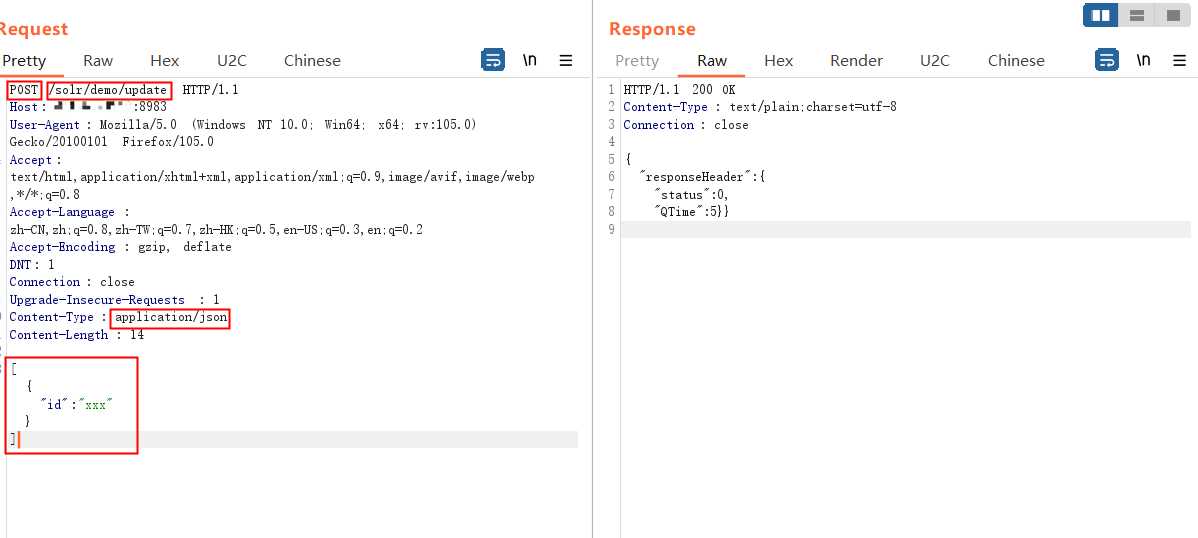 Request
Pretty Raw Hex U2C Chinese \n
POST /solr/demo/update HTTP/1.1
Host: :8983
User-Agent: Mozilla/5.0 (Windows NT 10.0; Win64; x64; rv:105.0)
Gecko/20100101 Firefox/105.0
Accept:
text/html,application/xhtml+xml,application/xml;q=0.9,image/avif,image/webp
,*/*;q=0.8
Accept-Language:
zh-CN,zh;q=0.8,zh-TW;q=0.7,zh-HK;q=0.5,en-US;q=0.3,en;q=0.2
Accept-Encoding: gzip, deflate
DNT: 1
Connection: close
Upgrade-Insecure-Requests: 1
Content-Type: application/json
Content-Length: 14
[
{
"id":"xxx"
}
]
Response
Pretty Raw Hex Render U2C Chinese \n
1 HTTP/1.1 200 OK
2 Content-Type: text/plain;charset=utf-8
3 Connection: close
4
5 {
6 "responseHeader":{
7 "status":0,
8 "QTime":5}}
9